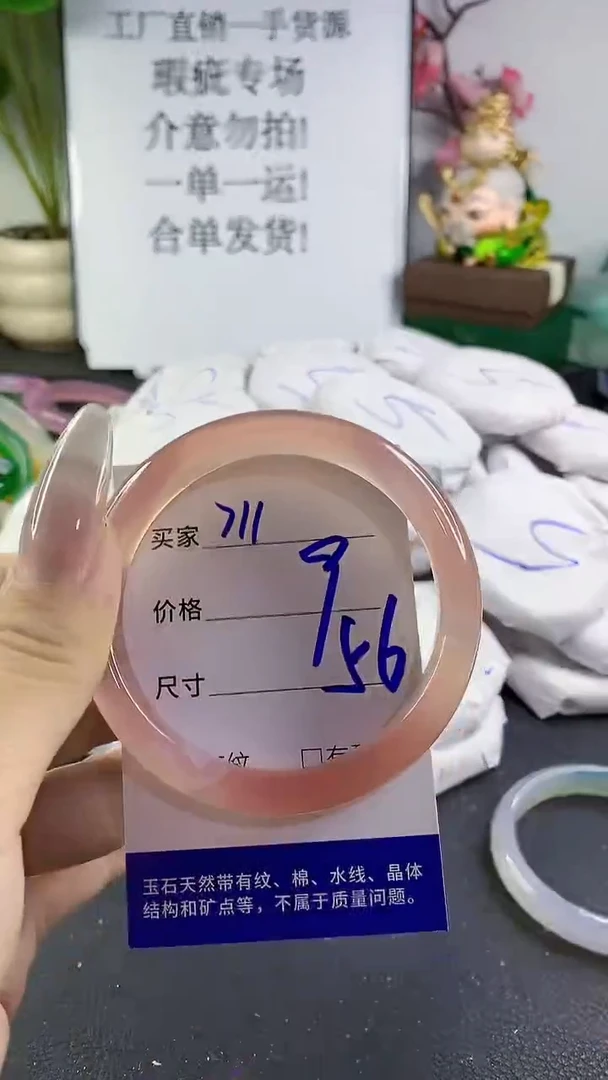 工厂直销一手货源
瑕疵专场
介意勿拍!
一单一运!
合单发货!
买家 711
价格 9
尺寸 56
纹 口有
玉石天然带有纹、棉、水线、晶体
结构和矿点等，不属于质量问题。